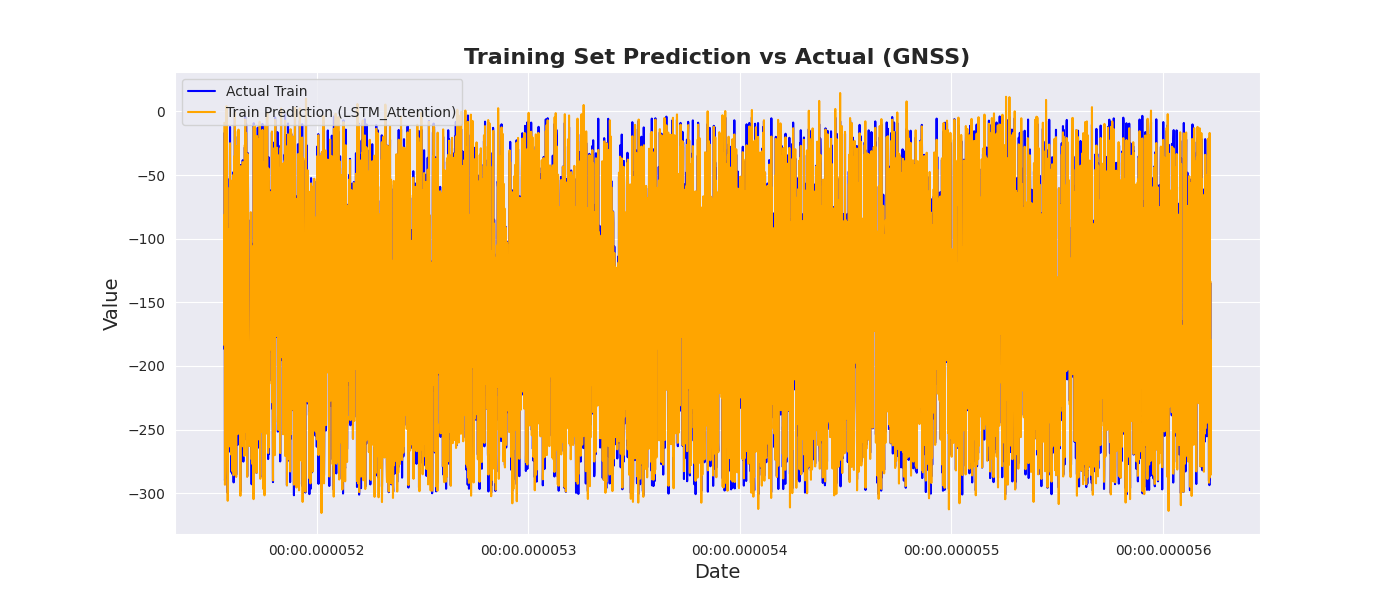 Training Set Prediction vs Actual (GNSS)
Actual Train
Train Prediction (LSTM_Attention)
Value
0
−50
−100
−150
−200
−250
−300
00:00.000052
00:00.000053
00:00.000054
00:00.000055
00:00.000056
Date